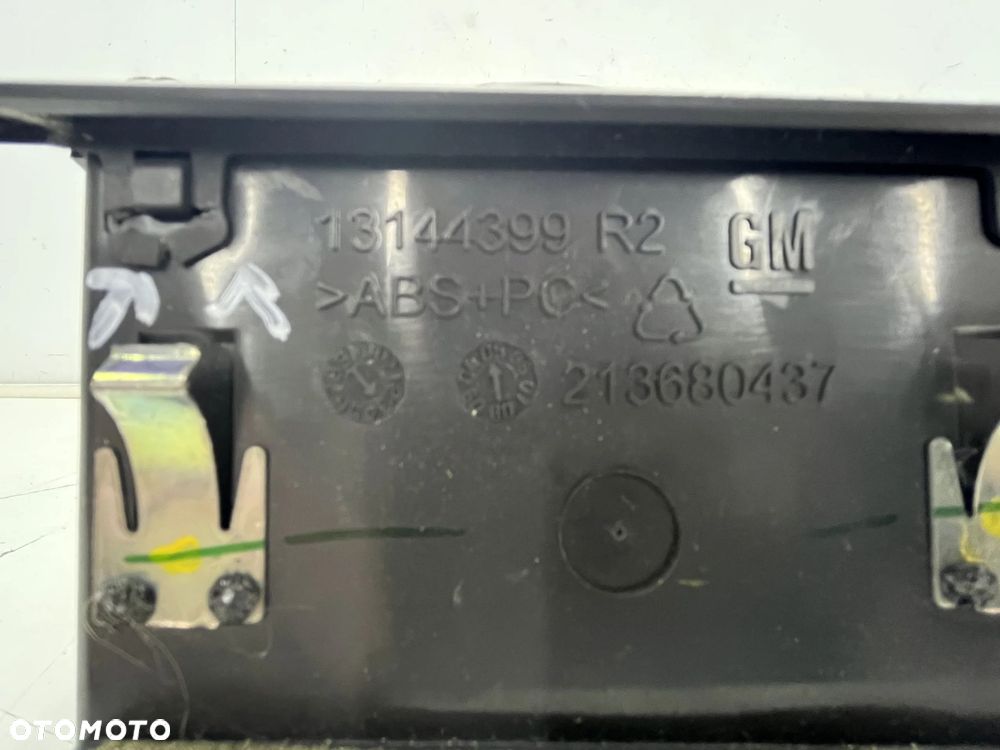 13144399 R2 GM
>ABS+PC<
213680437
OTOMOTO